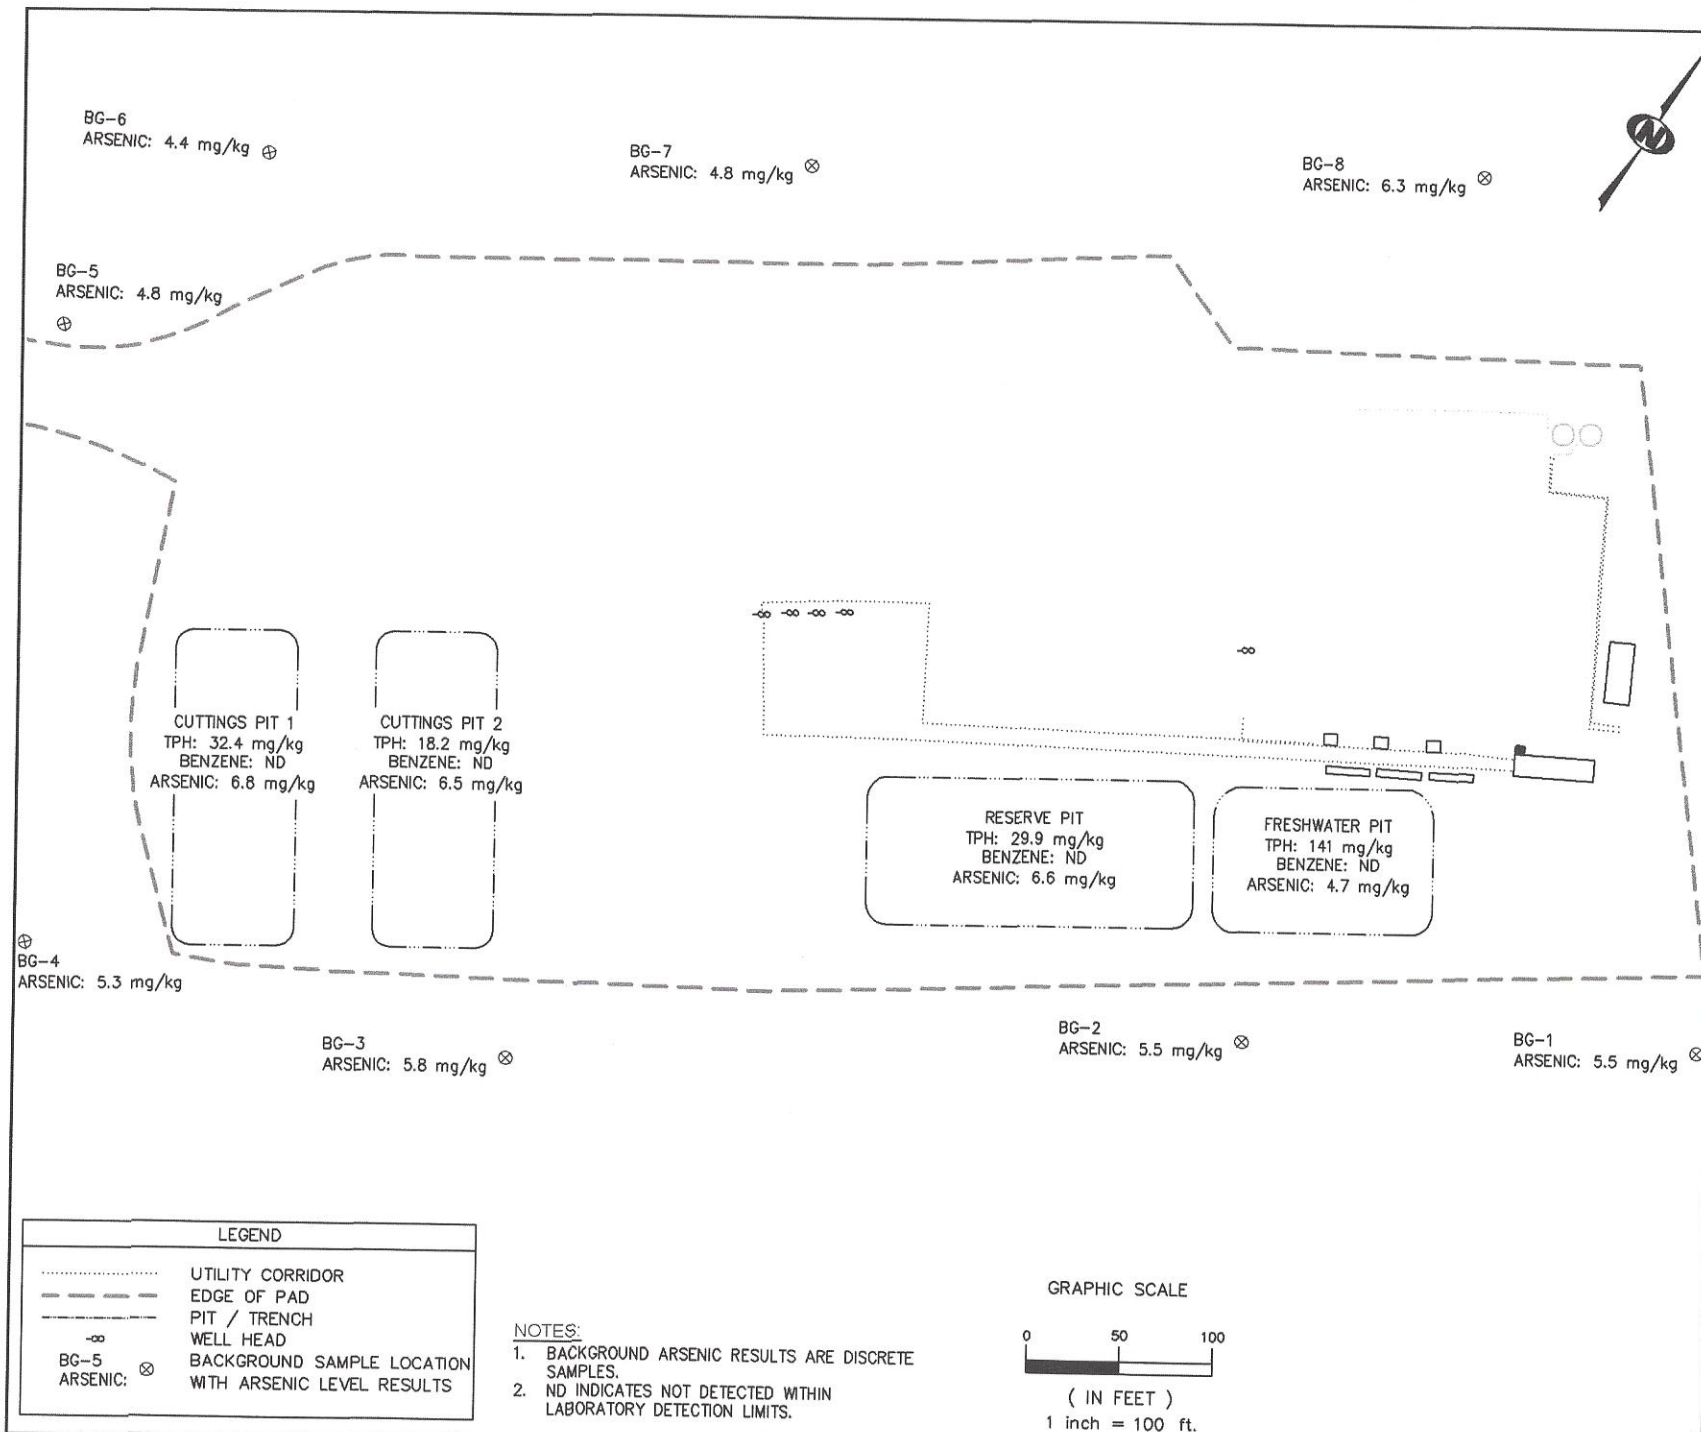 BG-6
ARSENIC: 4.4 mg/kg
BG-7
ARSENIC: 4.8 mg/kg
BG-8
ARSENIC: 6.3 mg/kg
N
BG-5
ARSENIC: 4.8 mg/kg
CUTTINGS PIT 1
TPH: 32.4 mg/kg
BENZENE: ND
ARSENIC: 6.8 mg/kg
CUTTINGS PIT 2
TPH: 18.2 mg/kg
BENZENE: ND
ARSENIC: 6.5 mg/kg
RESERVE PIT
TPH: 29.9 mg/kg
BENZENE: ND
ARSENIC: 6.6 mg/kg
FRESHWATER PIT
TPH: 141 mg/kg
BENZENE: ND
ARSENIC: 4.7 mg/kg
BG-4
ARSENIC: 5.3 mg/kg
BG-3
ARSENIC: 5.8 mg/kg
BG-2
ARSENIC: 5.5 mg/kg
BG-1
ARSENIC: 5.5 mg/kg
LEGEND
UTILITY CORRIDOR
EDGE OF PAD
PIT / TRENCH
WELL HEAD
BG-5
ARSENIC:
BACKGROUND SAMPLE LOCATION
WITH ARSENIC LEVEL RESULTS
NOTES:
1. BACKGROUND ARSENIC RESULTS ARE DISCRETE
SAMPLES.
2. ND INDICATES NOT DETECTED WITHIN
LABORATORY DETECTION LIMITS.
GRAPHIC SCALE
0 50 100
( IN FEET )
1 inch = 100 ft.